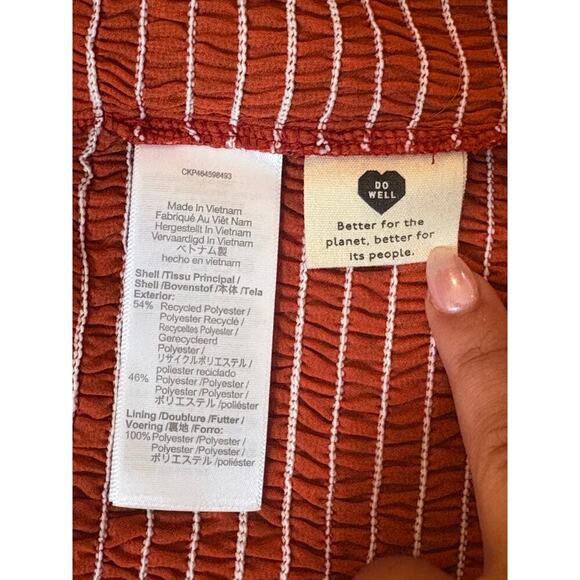 CKP464598493
Made In Vietnam
Fabriqué Au Viêt Nam
Hergestellt In Vietnam
Vervaardigd In Vietnam
ベトナム製
hecho en vietnam
Shell /Tissu Principal /
Shell /Bovenstof /本体 /Tela
Exterior:
54% Recycled Polyester /
Polyester Recyclé /
Recyceltes Polyester /
Gerecycleerd
Polyester /
リサイクルポリエステル /
poliester reciclado
46% Polyester /Polyester /
Polyester /Polyester /
ポリエステル /poliéster
Lining /Doublure /Futter /
Voering /裏地 /Forro:
100% Polyester /Polyester /
Polyester /Polyester /
ポリエステル /poliéster
DO
WELL
Better for the
planet, better for
its people.